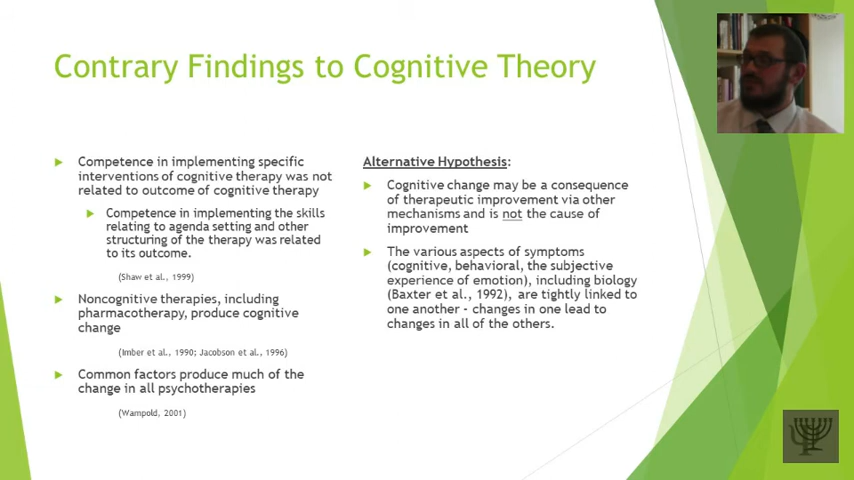 Contrary Findings to Cognitive Theory
Competence in implementing specific
interventions of cognitive therapy was not
related to outcome of cognitive therapy
Competence in implementing the skills
relating to agenda setting and other
structuring of the therapy was related
to its outcome.
(Shaw et al., 1999)
Noncognitive therapies, including
pharmacotherapy, produce cognitive
change
(Imber et al., 1990; Jacobson et al., 1996)
Common factors produce much of the
change in all psychotherapies
(Wampold, 2001)
Alternative Hypothesis:
Cognitive change may be a consequence
of therapeutic improvement via other
mechanisms and is not the cause of
improvement
The various aspects of symptoms
(cognitive, behavioral, the subjective
experience of emotion), including biology
(Baxter et al., 1992), are tightly linked to
one another - changes in one lead to
changes in all of the others.